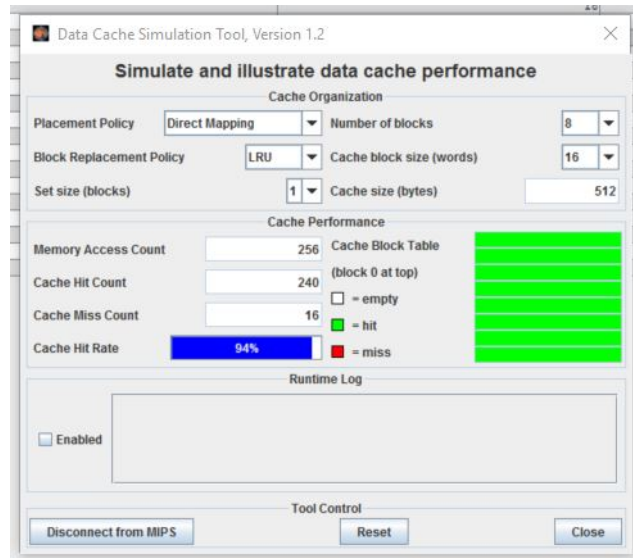 Data Cache Simulation Tool, Version 1.2
Simulate and illustrate data cache performance
Cache Organization
Placement Policy Direct Mapping Number of blocks 8
Block Replacement Policy LRU Cache block size (words) 16
Set size (blocks) 1 Cache size (bytes) 512
Cache Performance
Memory Access Count 256 Cache Block Table
(block 0 at top)
Cache Hit Count 240
= empty
Cache Miss Count 16
= hit
Cache Hit Rate 94%
= miss
Runtime Log
Enabled
Tool Control
Disconnect from MIPS Reset Close